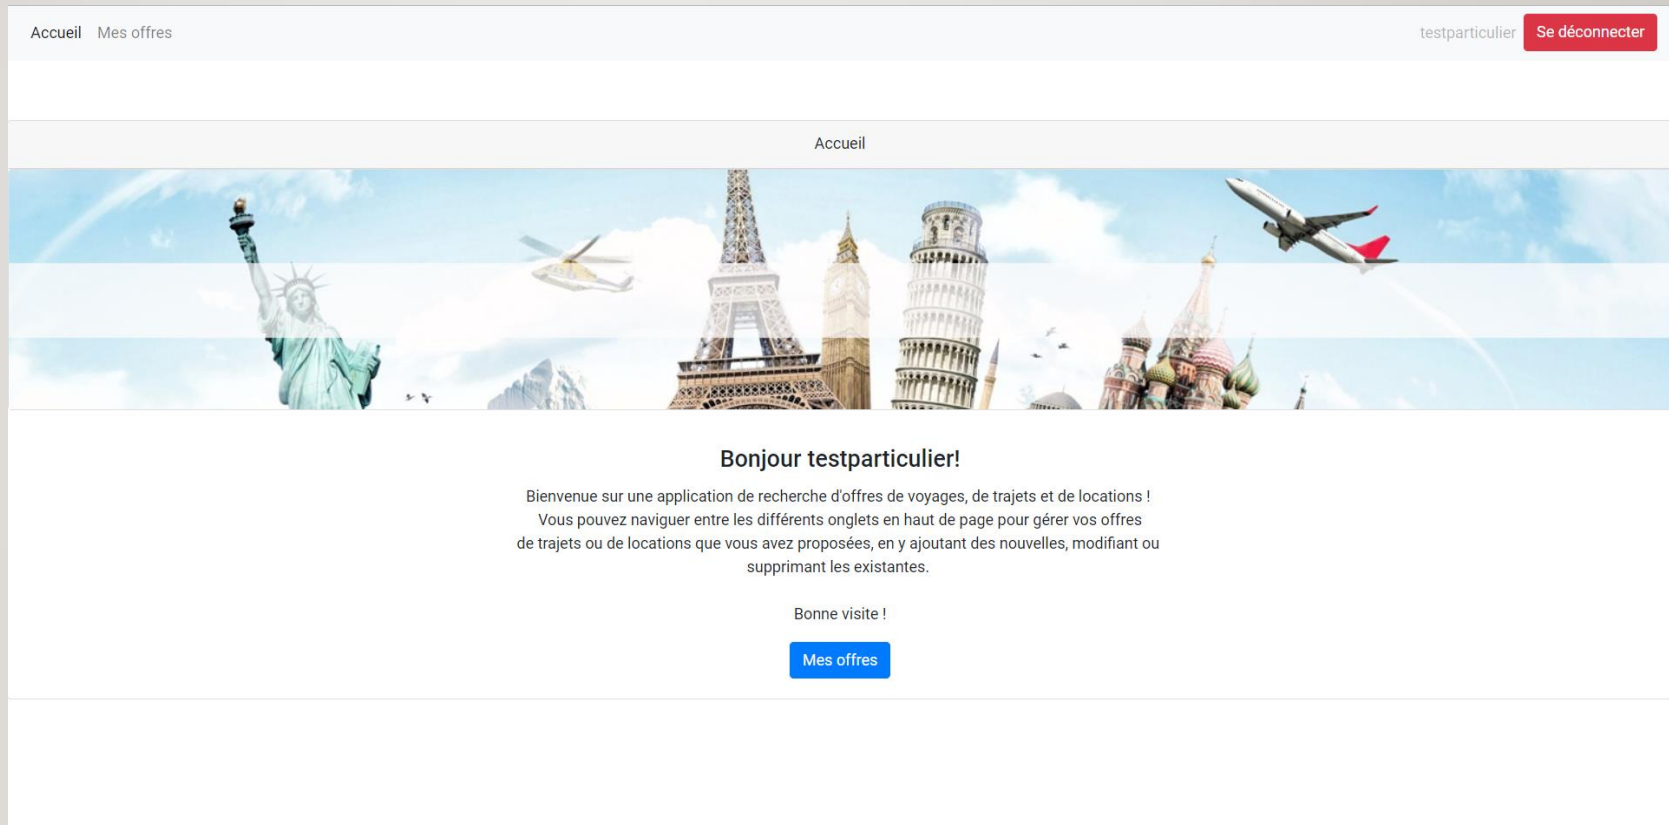 Accueil Mes offres testparticulier Se déconnecter
Accueil
Bonjour testparticulier!
Bienvenue sur une application de recherche d'offres de voyages, de trajets et de locations !
Vous pouvez naviguer entre les différents onglets en haut de page pour gérer vos offres
de trajets ou de locations que vous avez proposées, en y ajoutant des nouvelles, modifiant ou
supprimant les existantes.
Bonne visite !
Mes offres